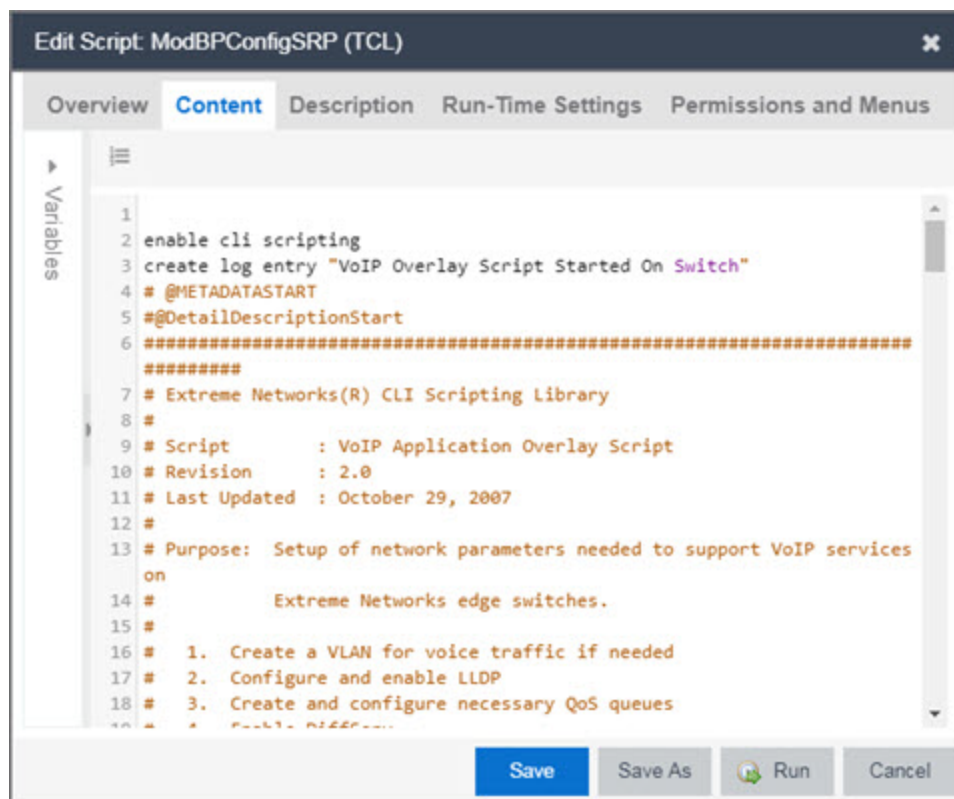 Edit Script: ModBPConfigSRP (TCL)
Overview Content Description Run-Time Settings Permissions and Menus
Variables
1
2 enable cli scripting
3 create log entry "VoIP Overlay Script Started On Switch"
4 # @METADATASTART
5 #@DetailDescriptionStart
6 #######################################################################
#########
7 # Extreme Networks(R) CLI Scripting Library
8 #
9 # Script : VoIP Application Overlay Script
10 # Revision : 2.0
11 # Last Updated : October 29, 2007
12 #
13 # Purpose: Setup of network parameters needed to support VoIP services
on
14 # Extreme Networks edge switches.
15 #
16 # 1. Create a VLAN for voice traffic if needed
17 # 2. Configure and enable LLDP
18 # 3. Create and configure necessary QoS queues
19 # 4. Enable DiffServ
Save Save As Run Cancel